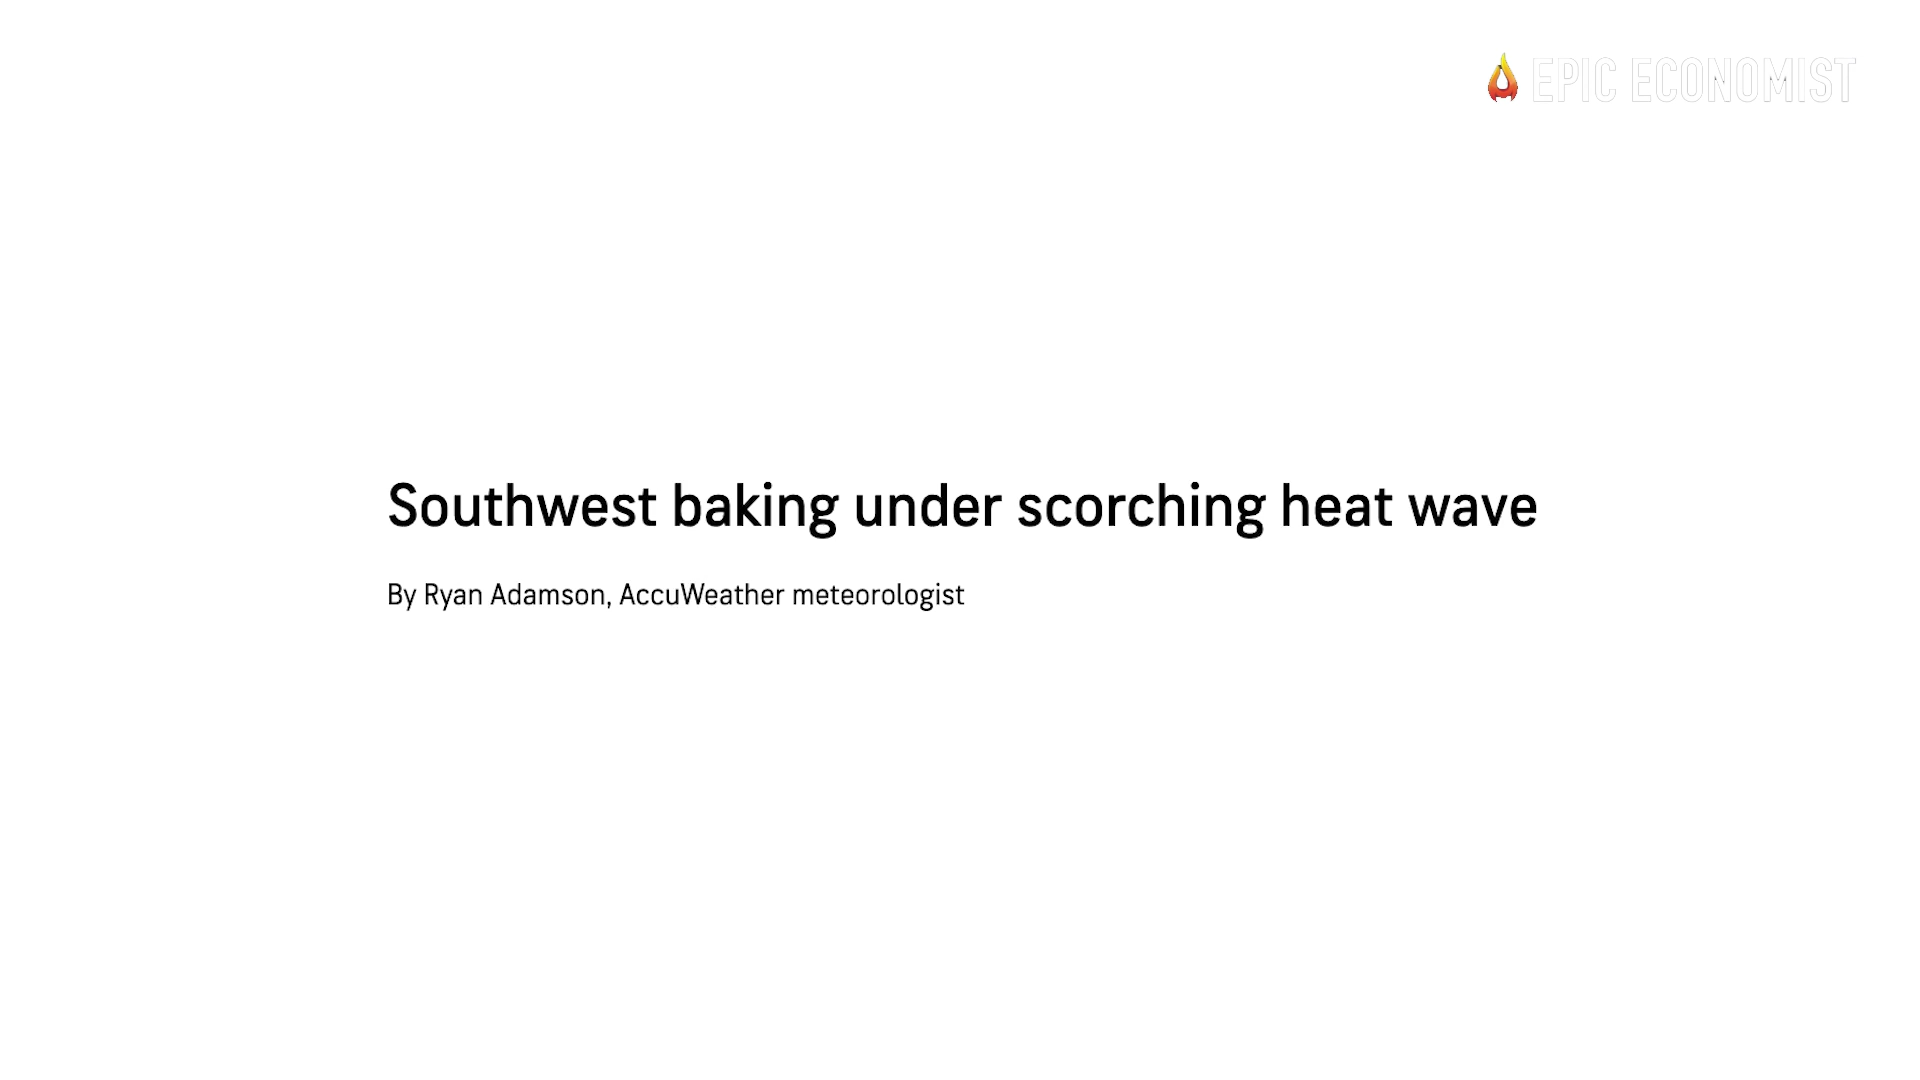 EPIC ECONOMIST
Southwest baking under scorching heat wave
By Ryan Adamson, AccuWeather meteorologist